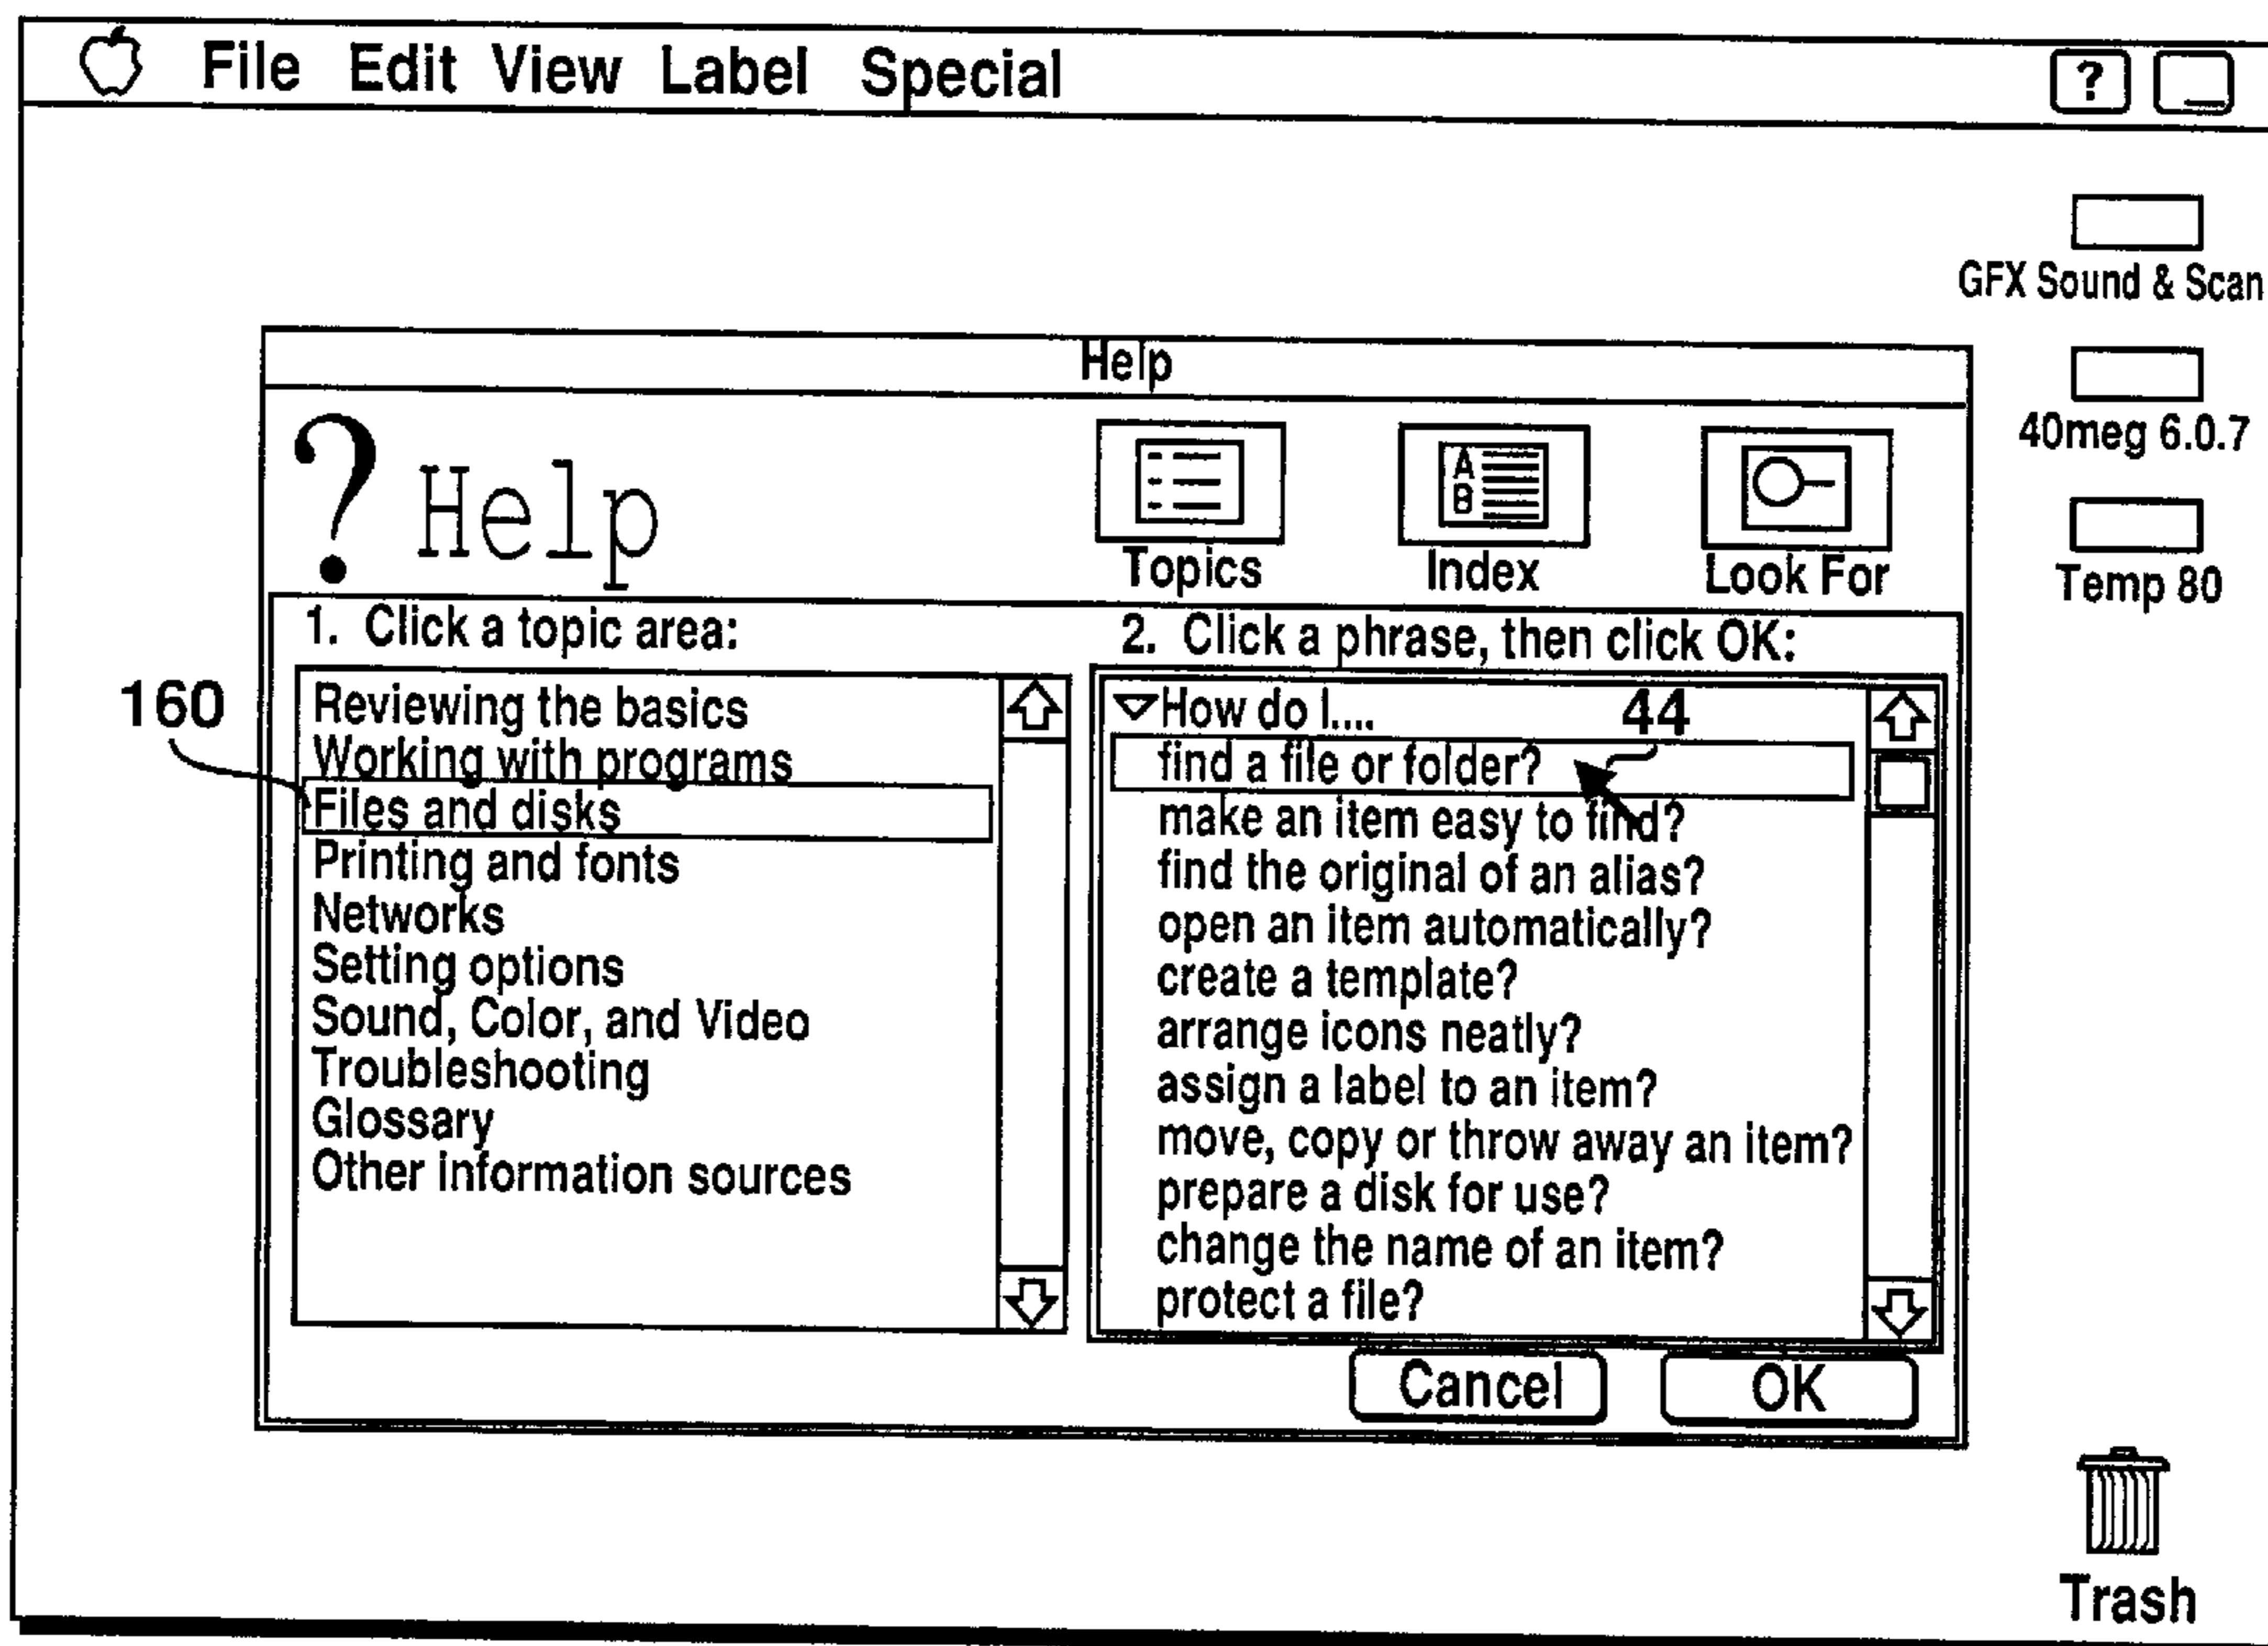 File Edit View Label Special ?
GFX Sound & Scan
40meg 6.0.7
Temp 80
Help
? Help
A
B
Topics Index Look For
1. Click a topic area:
160
Reviewing the basics
Working with programs
Files and disks
Printing and fonts
Networks
Setting options
Sound, Color, and Video
Troubleshooting
Glossary
Other information sources
2. Click a phrase, then click OK:
How do I.... 44
find a file or folder?
make an item easy to find?
find the original of an alias?
open an item automatically?
create a template?
arrange icons neatly?
assign a label to an item?
move, copy or throw away an item?
prepare a disk for use?
change the name of an item?
protect a file?
Cancel OK
Trash